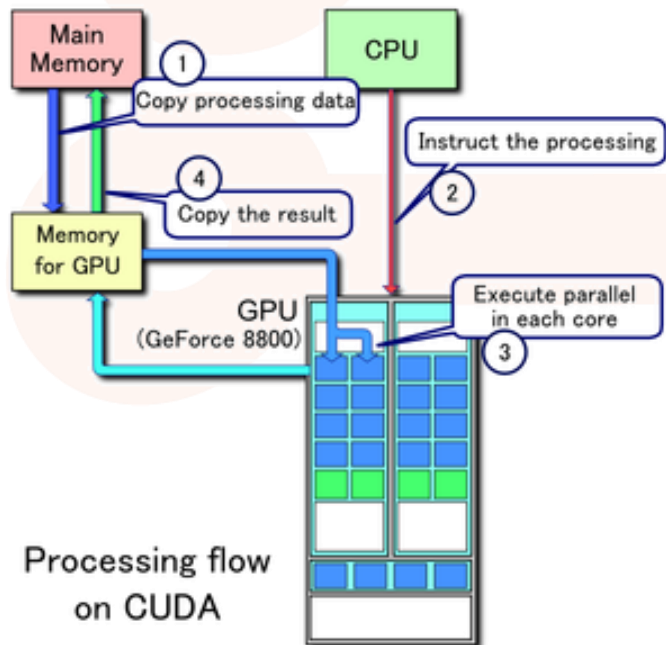 Main
Memory
CPU
1
Copy processing data
Instruct the processing
2
4
Copy the result
Memory
for GPU
GPU
(GeForce 8800)
Execute parallel
in each core
3
Processing flow
on CUDA